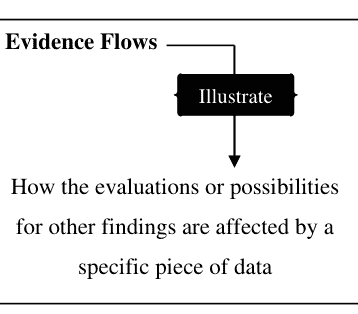 Evidence Flows
Illustrate
How the evaluations or possibilities
for other findings are affected by a
specific piece of data